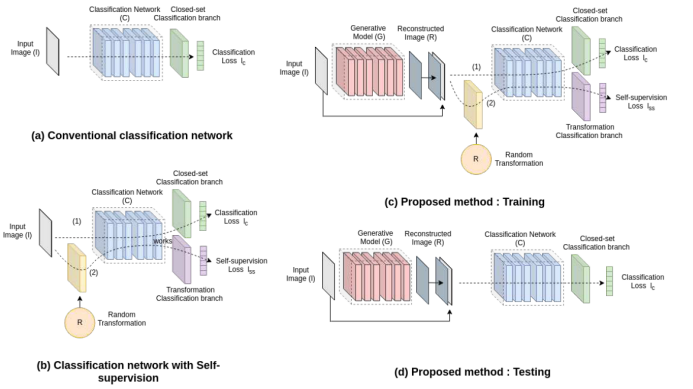 Classification Network
(C)
Closed-set
Classification branch
Input
Image (I)
Classification
Loss lc
(a) Conventional classification network
Classification Network
(C)
Closed-set
Classification branch
Input
Image (I)
(1)
Classification
Loss lc
works
Self-supervision
Loss lss
(2)
Transformation
Classification branch
R
Random
Transformation
(b) Classification network with Self-
supervision
Generative
Model (G)
Reconstructed
Image (R)
Classification Network
(C)
Closed-set
Classification branch
Input
Image (I)
(1)
Classification
Loss lc
(2)
Self-supervision
Loss lss
Transformation
Classification branch
R
Random
Transformation
(c) Proposed method : Training
Generative
Model (G)
Reconstructed
Image (R)
Classification Network
(C)
Closed-set
Classification branch
Input
Image (I)
Classification
Loss lc
(d) Proposed method : Testing